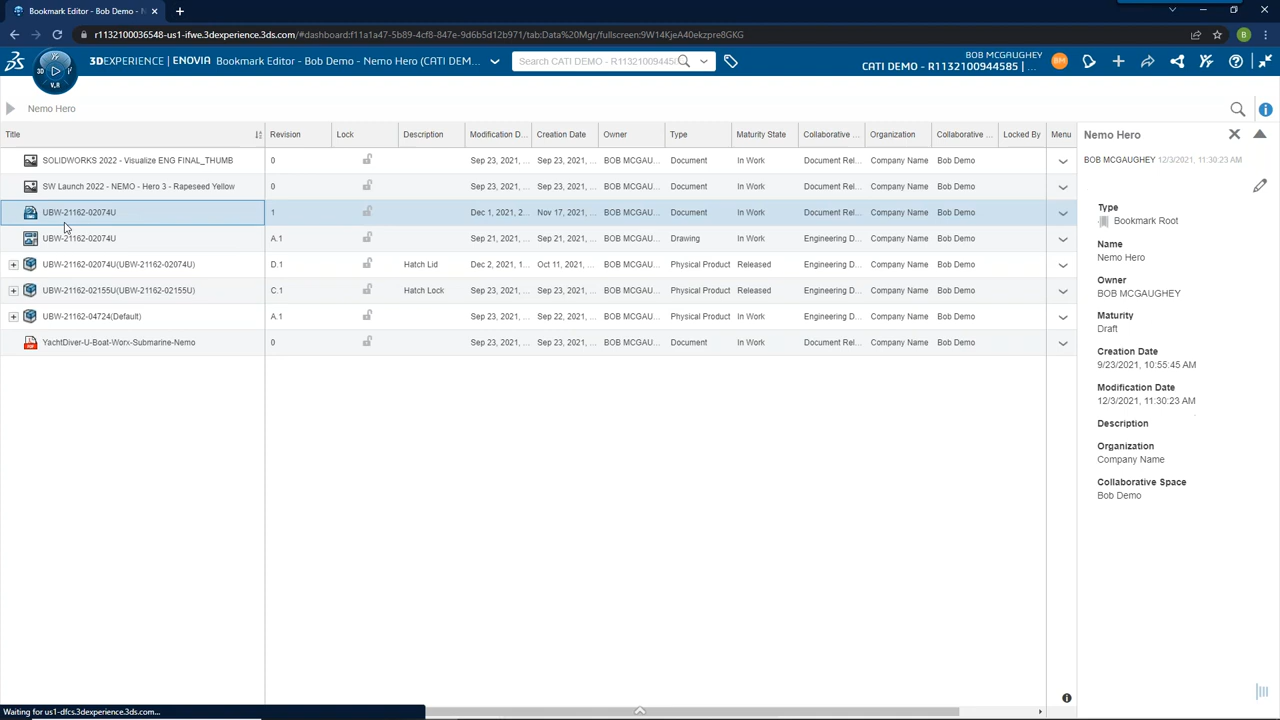 Bookmark Editor - Bob Demo - N
r1132100036548-us1-ifwe.3dexperience.3ds.com/#dashboard:f11a1a47-5b89-4cf8-87de-6b6b5d12b971/tab:Data%20Mgr/fullscreen:9W14KjeA40ekzpre8GKG
B
3DEXPERIENCE | ENOVIA Bookmark Editor - Bob Demo - Nemo Hero (CATI DEM...
Search CATI DEMO - R1132100094458
BOB MCGAUGHEY
CATI DEMO - R1132100944585 | ...
BM
3D V.R
Nemo Hero
Title Revision Lock Description Modification D... Creation Date Owner Type Maturity State Collaborative ... Organization Collaborative ... Locked By Menu
SOLIDWORKS 2022 - Visualize ENG FINAL_THUMB 0 Sep 23, 2021, ... Sep 23, 2021, ... BOB MCGAU... Document In Work Document Rel... Company Name Bob Demo
SW Launch 2022 - NEMO - Hero 3 - Rapeseed Yellow 0 Sep 23, 2021, ... Sep 23, 2021, ... BOB MCGAU... Document In Work Document Rel... Company Name Bob Demo
UBW-21162-02074U 1 Dec 1, 2021, 2... Nov 17, 2021, ... BOB MCGAU... Document In Work Document Rel... Company Name Bob Demo
UBW-21162-02074U A.1 Sep 21, 2021, ... Sep 21, 2021, ... BOB MCGAU... Drawing In Work Engineering D... Company Name Bob Demo
UBW-21162-02074U(UBW-21162-02074U) D.1 Hatch Lid Dec 2, 2021, 1... Oct 11, 2021, ... BOB MCGAU... Physical Product Released Engineering D... Company Name Bob Demo
UBW-21162-02155U(UBW-21162-02155U) C.1 Hatch Lock Sep 23, 2021, ... Sep 23, 2021, ... BOB MCGAU... Physical Product Released Engineering D... Company Name Bob Demo
UBW-21162-04724(Default) A.1 Sep 23, 2021, ... Sep 22, 2021, ... BOB MCGAU... Physical Product In Work Engineering D... Company Name Bob Demo
YachtDiver-U-Boat-Worx-Submarine-Nemo 0 Sep 23, 2021, ... Sep 23, 2021, ... BOB MCGAU... Document In Work Document Rel... Company Name Bob Demo
Nemo Hero
BOB MCGAUGHEY 12/3/2021, 11:30:23 AM
Type
Bookmark Root
Name
Nemo Hero
Owner
BOB MCGAUGHEY
Maturity
Draft
Creation Date
9/23/2021, 10:55:45 AM
Modification Date
12/3/2021, 11:30:23 AM
Description
Organization
Company Name
Collaborative Space
Bob Demo
Waiting for us1-dfcs.3dexperience.3ds.com...